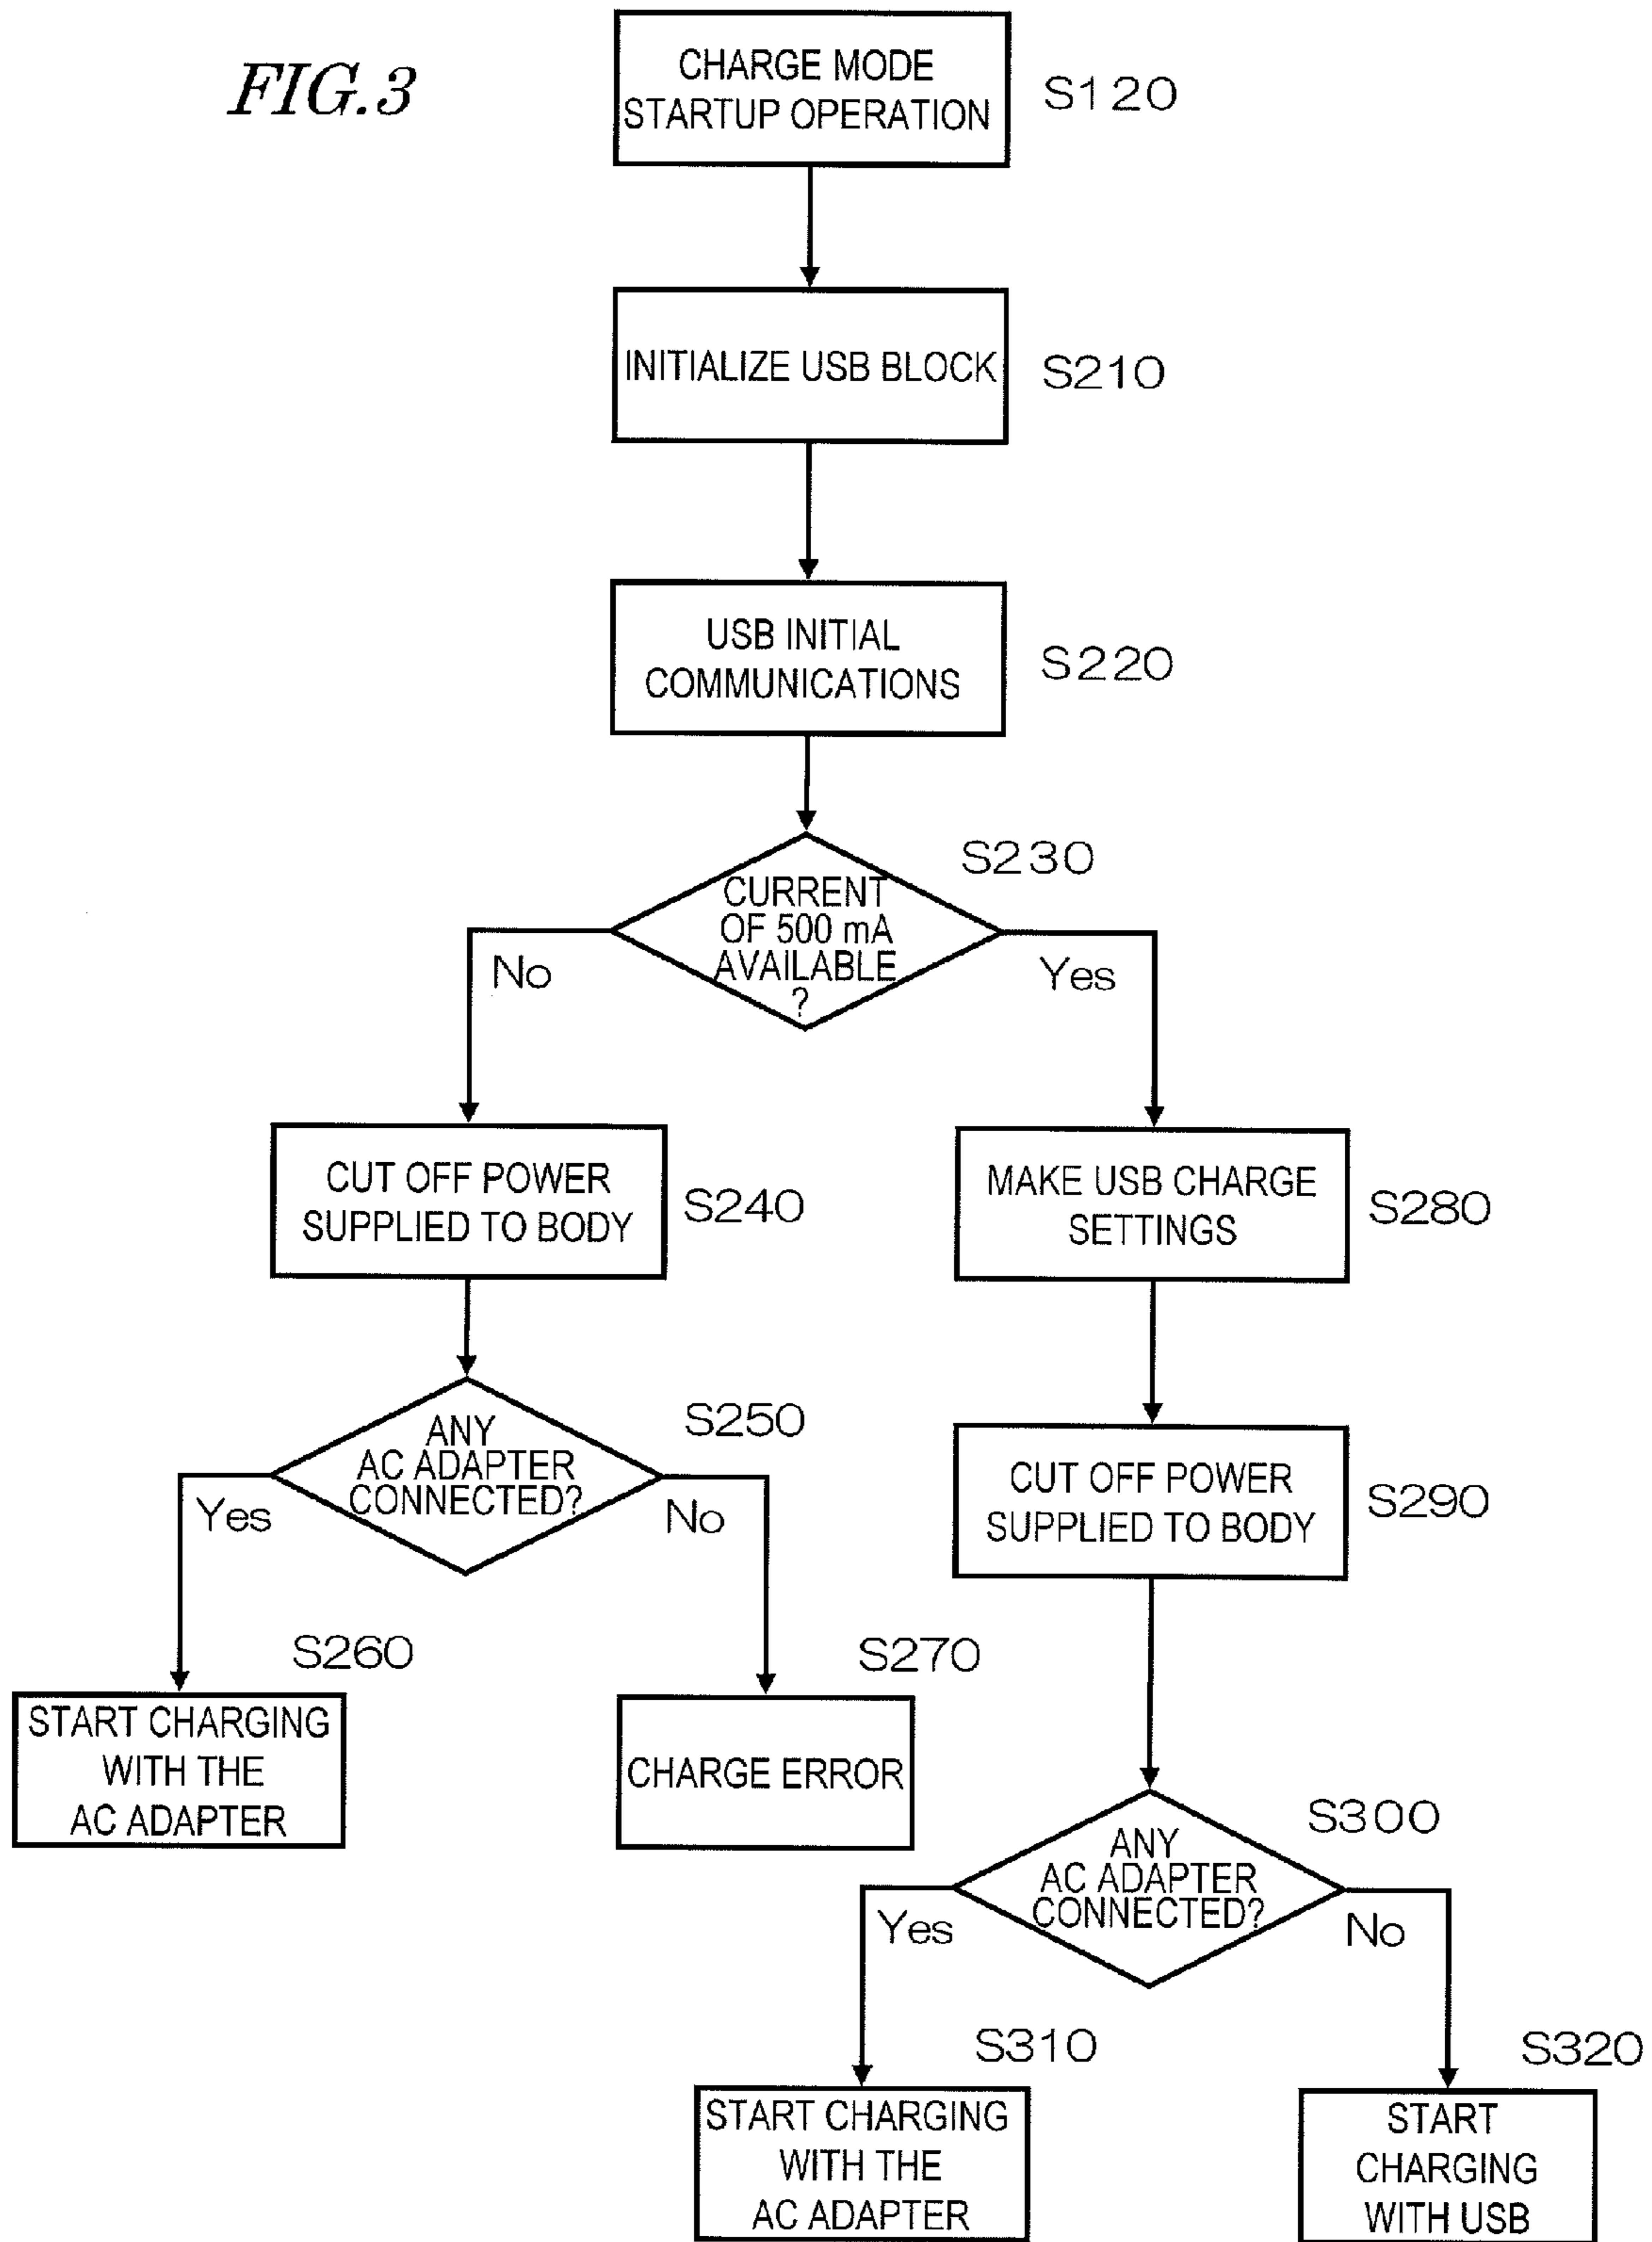 FIG.3
CHARGE MODE
STARTUP OPERATION
S120
INITIALIZE USB BLOCK
S210
USB INITIAL
COMMUNICATIONS
S220
S230
CURRENT
OF 500 mA
AVAILABLE
?
No
Yes
CUT OFF POWER
SUPPLIED TO BODY
S240
MAKE USB CHARGE
SETTINGS
S280
S250
ANY
AC ADAPTER
CONNECTED?
Yes
No
CUT OFF POWER
SUPPLIED TO BODY
S290
S260
START CHARGING
WITH THE
AC ADAPTER
S270
CHARGE ERROR
S300
ANY
AC ADAPTER
CONNECTED?
Yes
No
S310
START CHARGING
WITH THE
AC ADAPTER
S320
START
CHARGING
WITH USB